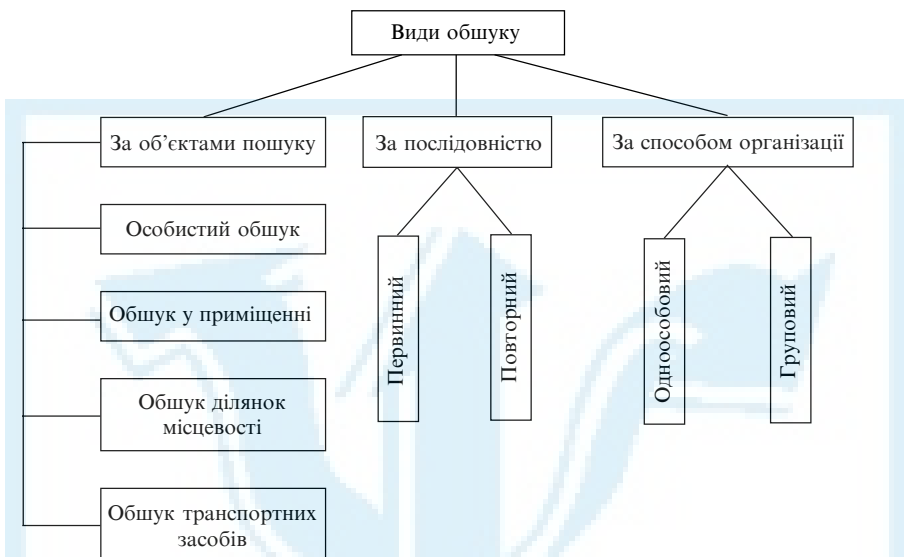 Види обшуку
За об’єктами пошуку
За послідовністю
За способом організації
Особистий обшук
Обшук у приміщенні
Обшук ділянок
місцевості
Обшук транспортних
засобів
Первинний
Повторний
Одноособовий
Груповий